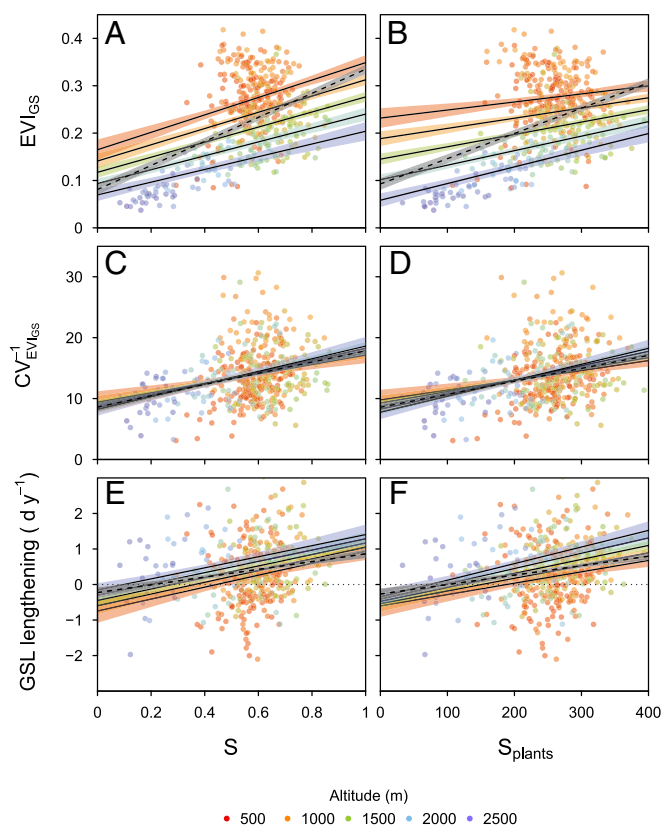 A
B
0.4
0.3
0.2
0.1
0
EVI_GS
C
D
30
20
10
0
CV⁻¹_EVI_GS
E
F
2
1
0
−1
−2
GSL lengthening ( d y⁻¹)
0 0.2 0.4 0.6 0.8 1 0 100 200 300 400
S S_plants
Altitude (m)
500 1000 1500 2000 2500